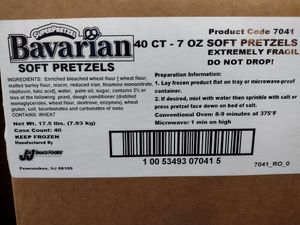 SUPERPRETZEL
Bavarian
SOFT PRETZELS
Product Code 7041
40 CT - 7 OZ SOFT PRETZELS
EXTREMELY FRAGIL
DO NOT DROP!
INGREDIENTS: Enriched bleached wheat flour [ wheat flour,
malted barley flour, niacin, reduced iron, thiamine mononitrate,
riboflavin, folic acid], water, palm oil, sugar, contains 2% or
less of yeast, dough conditioner (distilled
monoglycerides, wheat flour, dextrose, enzymes), wheat
gluten, salt, bicarbonates and carbonates of sodium.
CONTAINS: WHEAT
Net Wt. 17.5 lbs. (7.93 kg)
Case Count: 40
KEEP FROZEN
Manufactured By
J&J SNACK FOODS
Pennsauken, NJ 08109
Preparation Information:
1. Lay frozen product flat on tray or microwave-proof
container.
2. If desired, mist with water then sprinkle with salt or
press pretzel face down on bed of salt.
Conventional Oven: 8-9 minutes at 375°F
Microwave: 1 min on high
1 00 53493 07041 5
7041_RO_0